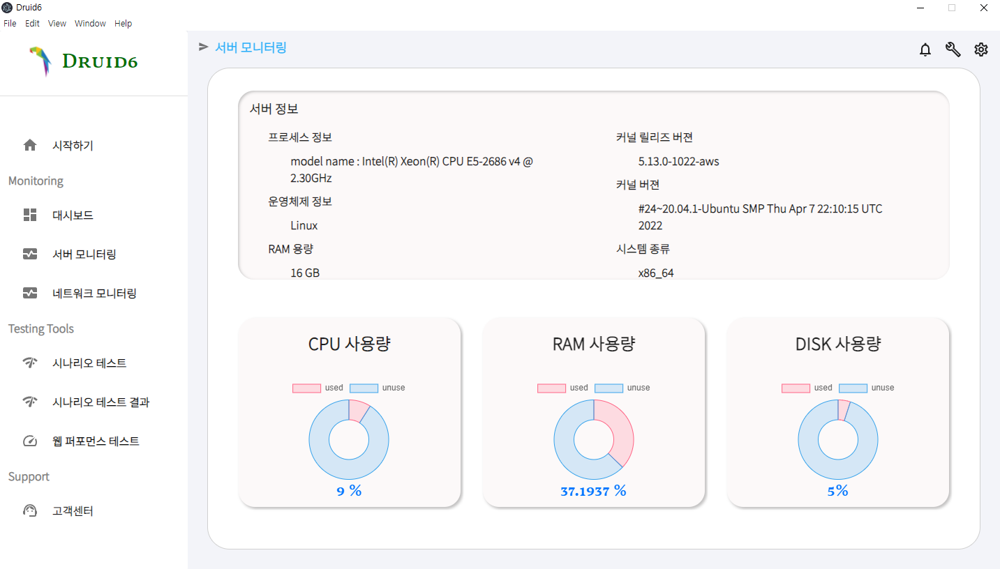 Druid6
File Edit View Window Help
Druid6
시작하기
Monitoring
대시보드
서버 모니터링
네트워크 모니터링
Testing Tools
시나리오 테스트
시나리오 테스트 결과
웹 퍼포먼스 테스트
Support
고객센터
서버 모니터링
서버 정보
프로세스 정보
model name : Intel(R) Xeon(R) CPU E5-2686 v4 @
2.30GHz
운영체제 정보
Linux
RAM 용량
16 GB
커널 릴리즈 버젼
5.13.0-1022-aws
커널 버젼
#24~20.04.1-Ubuntu SMP Thu Apr 7 22:10:15 UTC
2022
시스템 종류
x86_64
CPU 사용량
used unuse
9 %
RAM 사용량
used unuse
37.1937 %
DISK 사용량
used unuse
5%